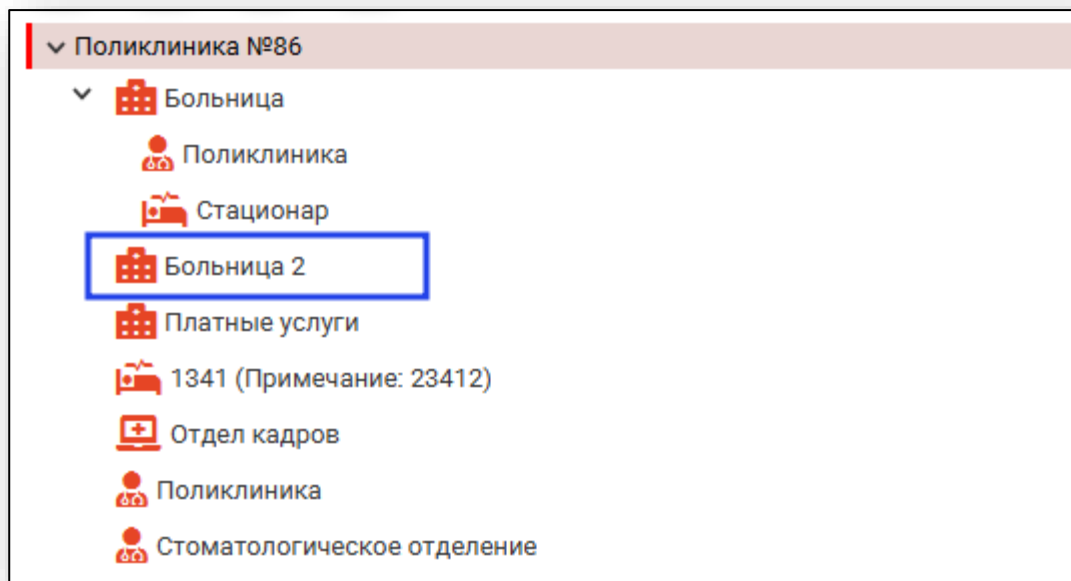 Поликлиника №86
Больница
Поликлиника
Стационар
Больница 2
Платные услуги
1341 (Примечание: 23412)
Отдел кадров
Поликлиника
Стоматологическое отделение